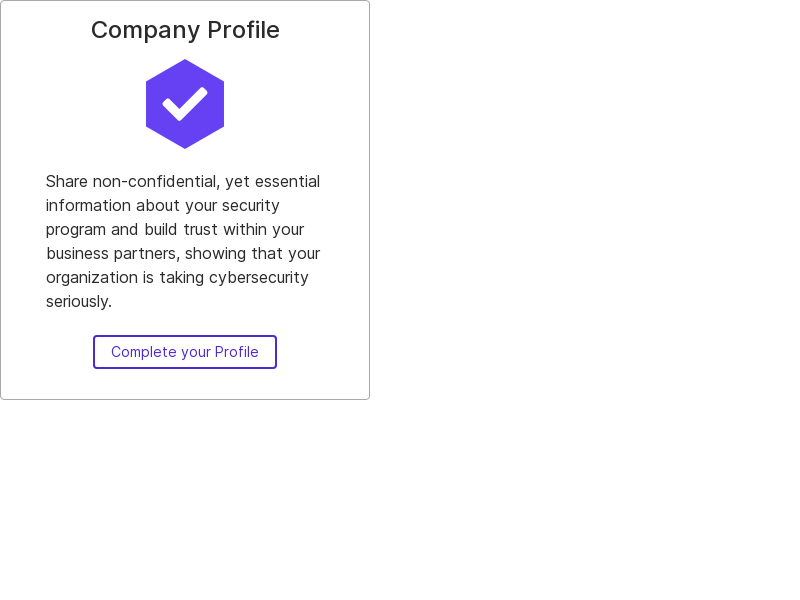 Company Profile
Share non-confidential, yet essential
information about your security
program and build trust within your
business partners, showing that your
organization is taking cybersecurity
seriously.
Complete your Profile